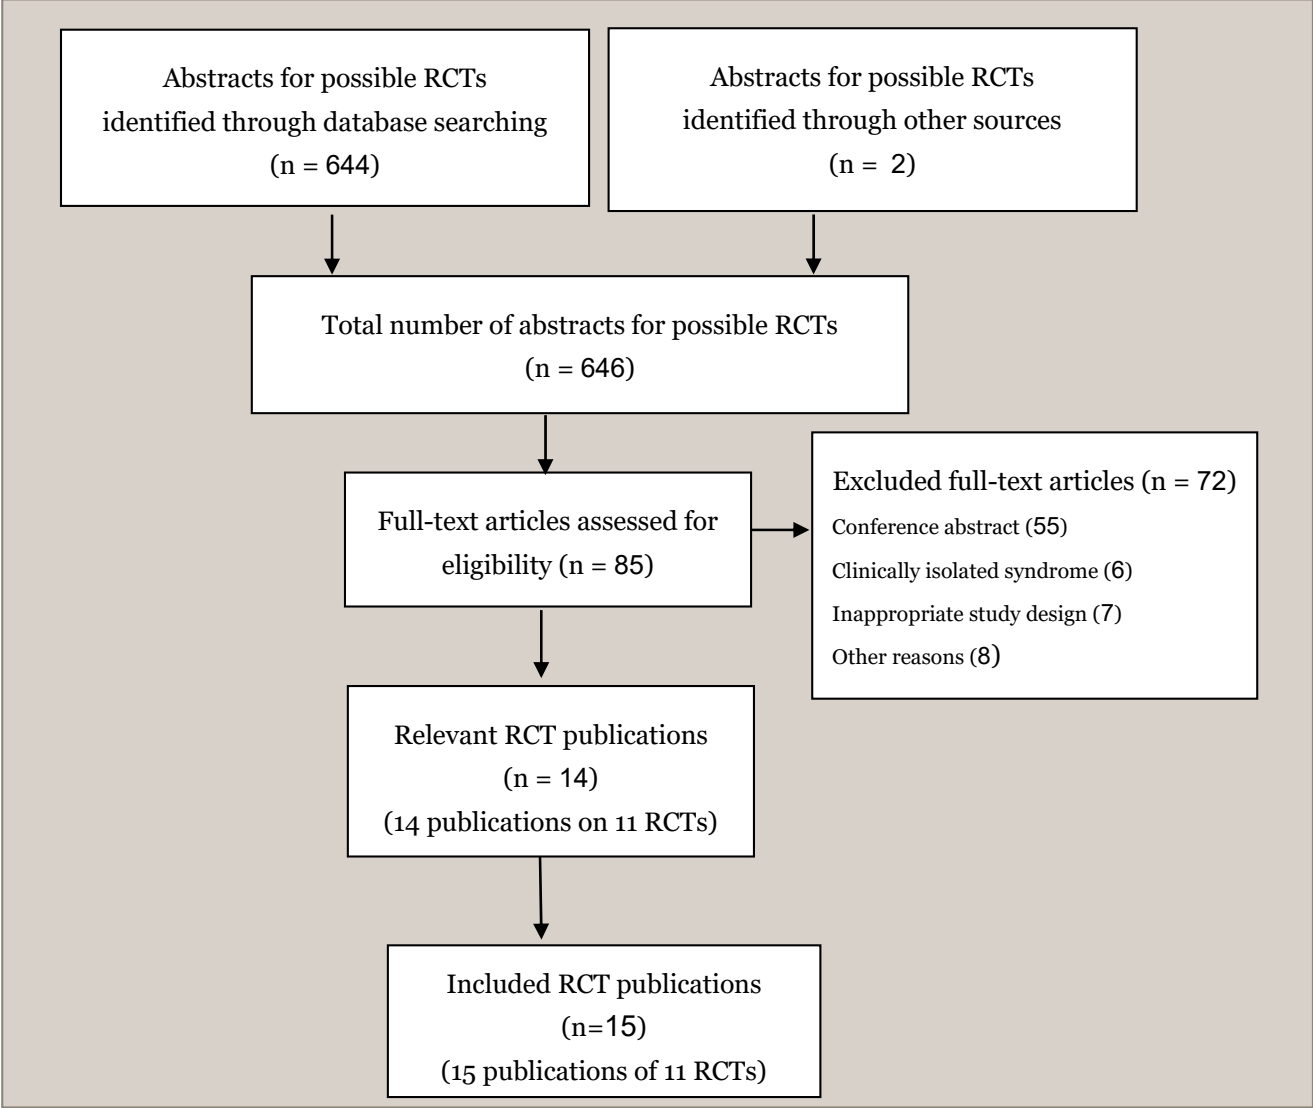 Abstracts for possible RCTs
identified through database searching
(n = 644)
Abstracts for possible RCTs
identified through other sources
(n =  2)
Total number of abstracts for possible RCTs
(n = 646)
Full-text articles assessed for
eligibility (n = 85)
Excluded full-text articles (n = 72)
Conference abstract (55)
Clinically isolated syndrome (6)
Inappropriate study design (7)
Other reasons (8)
Relevant RCT publications
(n = 14)
(14 publications on 11 RCTs)
Included RCT publications
(n=15)
(15 publications of 11 RCTs)